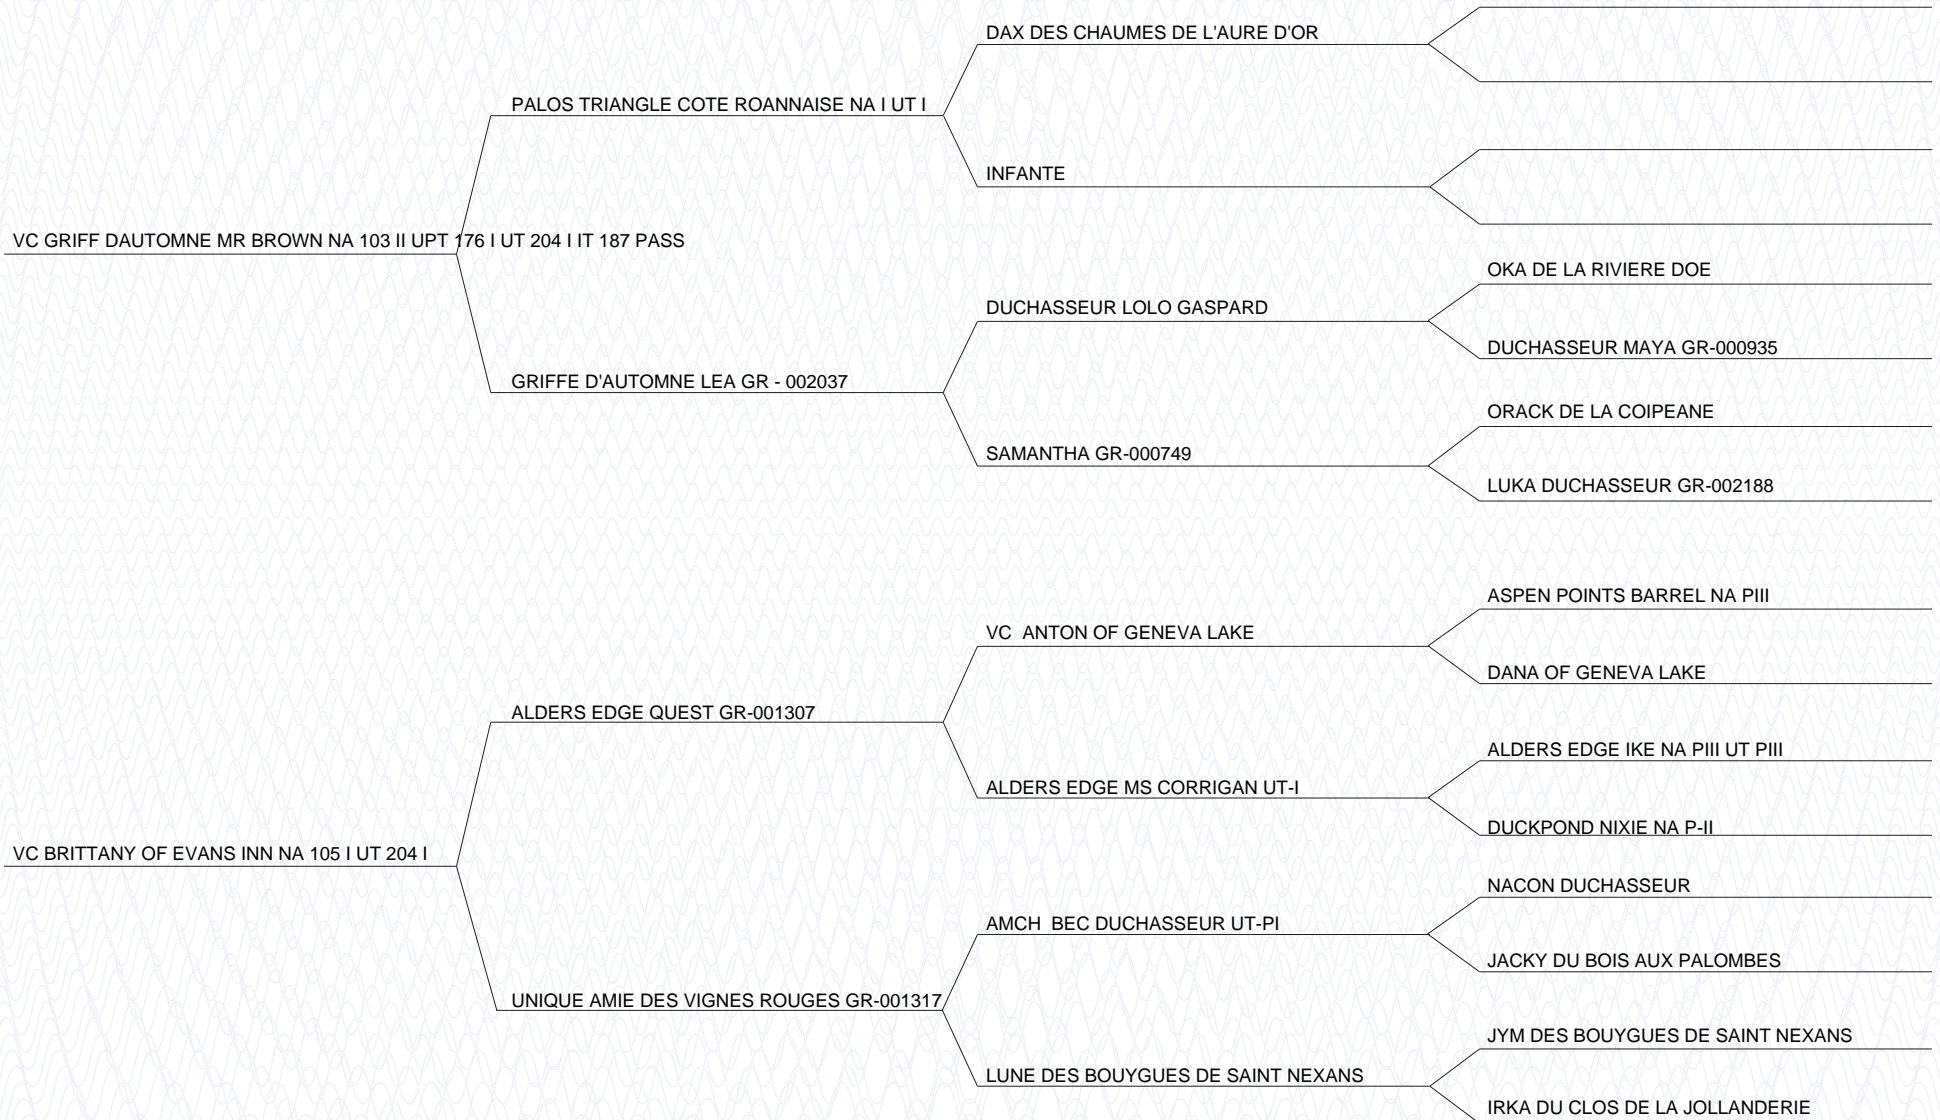 DAX DES CHAUMES DE L'AURE D'OR
PALOS TRIANGLE COTE ROANNAISE NA I UT I
INFANTE
VC GRIFF DAUTOMNE MR BROWN NA 103 II UPT 176 I UT 204 I IT 187 PASS
OKA DE LA RIVIERE DOE
DUCHASSEUR LOLO GASPARD
DUCHASSEUR MAYA GR-000935
GRIFFE D'AUTOMNE LEA GR - 002037
ORACK DE LA COIPEANE
SAMANTHA GR-000749
LUKA DUCHASSEUR GR-002188
ASPEN POINTS BARREL NA PIII
VC  ANTON OF GENEVA LAKE
DANA OF GENEVA LAKE
ALDERS EDGE QUEST GR-001307
ALDERS EDGE IKE NA PIII UT PIII
ALDERS EDGE MS CORRIGAN UT-I
DUCKPOND NIXIE NA P-II
VC BRITTANY OF EVANS INN NA 105 I UT 204 I
NACON DUCHASSEUR
AMCH  BEC DUCHASSEUR UT-PI
JACKY DU BOIS AUX PALOMBES
UNIQUE AMIE DES VIGNES ROUGES GR-001317
JYM DES BOUYGUES DE SAINT NEXANS
LUNE DES BOUYGUES DE SAINT NEXANS
IRKA DU CLOS DE LA JOLLANDERIE